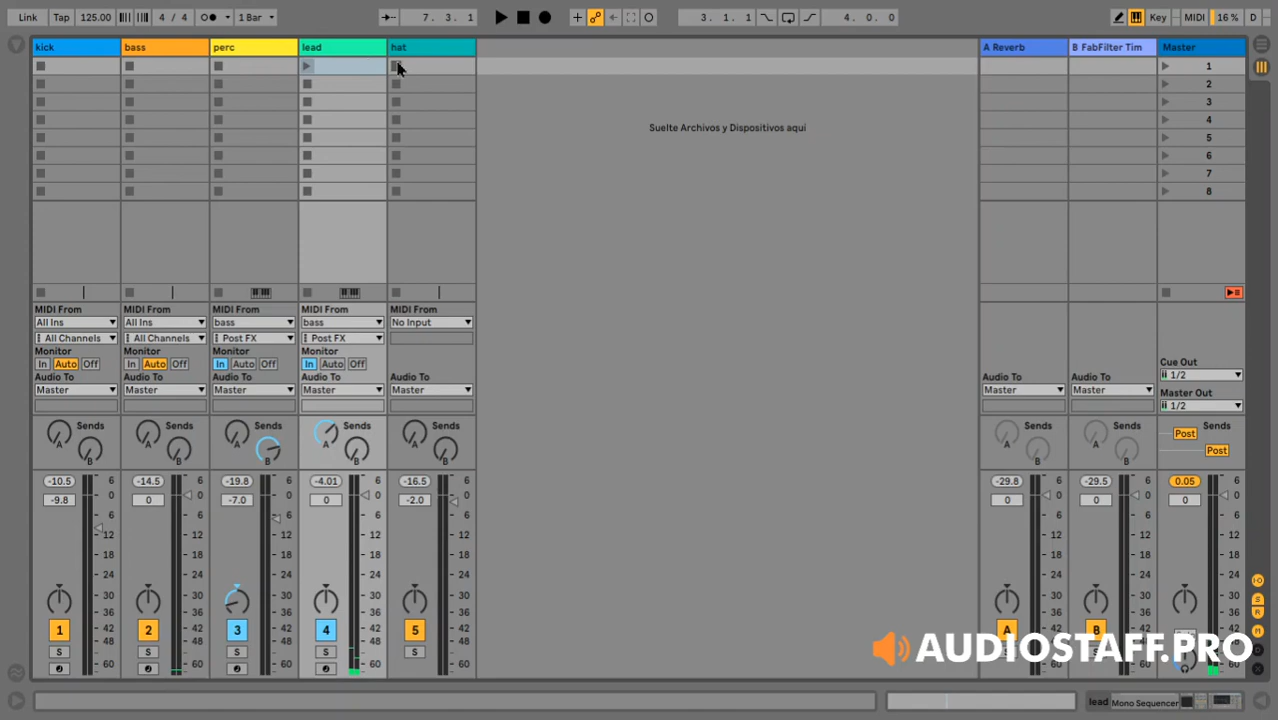 Link Tap 125.00 4 / 4 1 Bar 7. 3. 1 3. 1. 1 4. 0. 0 Key MIDI 16 % D
kick bass perc lead hat A Reverb B FabFilter Tim Master
1
2
3
4
5
6
7
8
Suelte Archivos y Dispositivos aquí
MIDI From MIDI From MIDI From MIDI From MIDI From
All Ins All Ins bass bass No Input
All Channels All Channels Post FX Post FX
Monitor Monitor Monitor Monitor
In Auto Off In Auto Off In Auto Off In Auto Off
Cue Out
1/2
Audio To Audio To Audio To Audio To Audio To Audio To Audio To
Master Master Master Master Master Master Master
Master Out
1/2
Sends Sends Sends Sends Sends Sends Sends Sends
A A A A A A A Post
B B B B B B B Post
-10.5 -14.5 -19.8 -4.01 -16.5 -29.8 -29.5 0.05
-9.8 0 -7.0 0 -2.0 0 0 0
6 6 6 6 6 6 6 6
0 0 0 0 0 0 0 0
6 6 6 6 6 6 6 6
12 12 12 12 12 12 12 12
18 18 18 18 18 18 18 18
24 24 24 24 24 24 24 24
30 30 30 30 30 30 30 30
36 36 36 36 36 36 36 36
42 42 42 42 42
48 48 48 48 48
60 60 60 60 60 60 60 60
1 2 3 4 5 A B
S S S S S
AUDIOSTAFF.PRO
lead Mono Sequencer